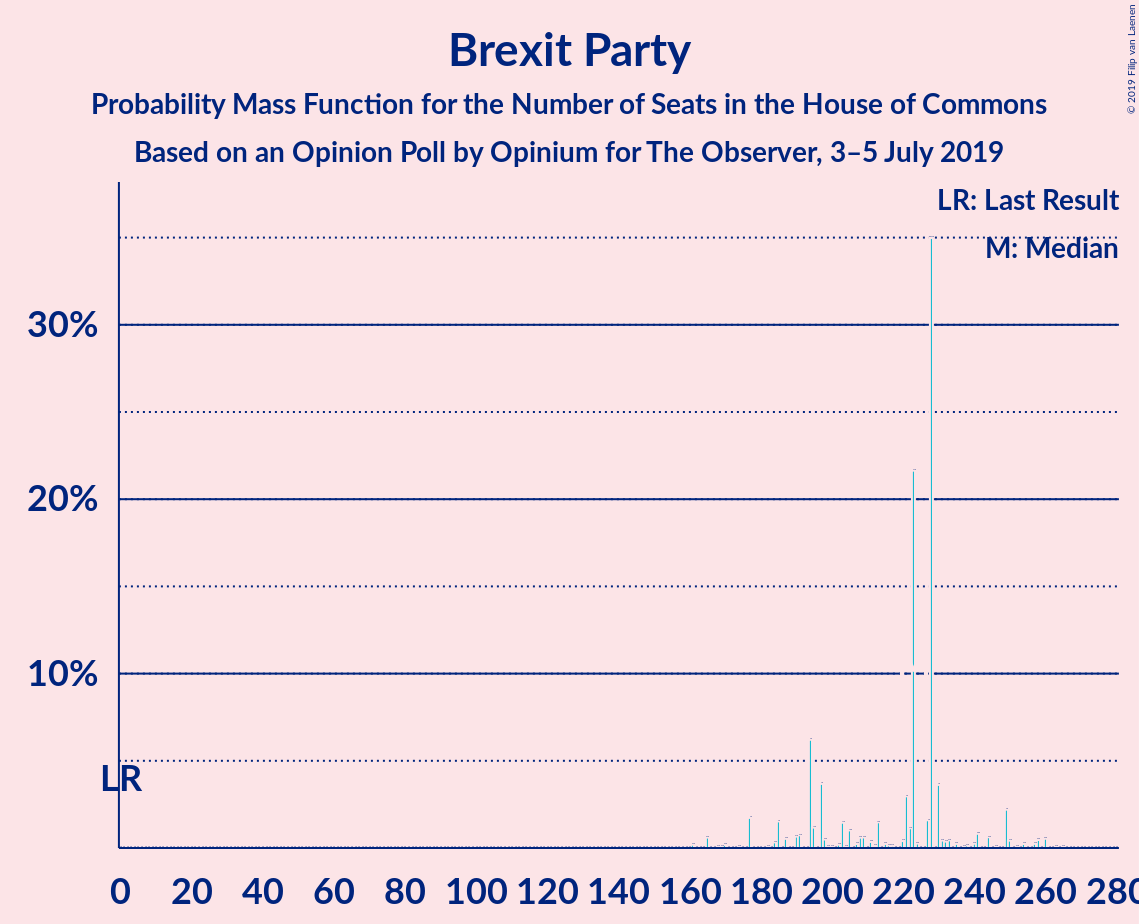 Brexit Party
Probability Mass Function for the Number of Seats in the House of Commons
Based on an Opinion Poll by Opinium for The Observer, 3–5 July 2019
© 2019 Filip van Laenen
LR: Last Result
M: Median
30%
20%
10%
LR
0 20 40 60 80 100 120 140 160 180 200 220 240 260 280